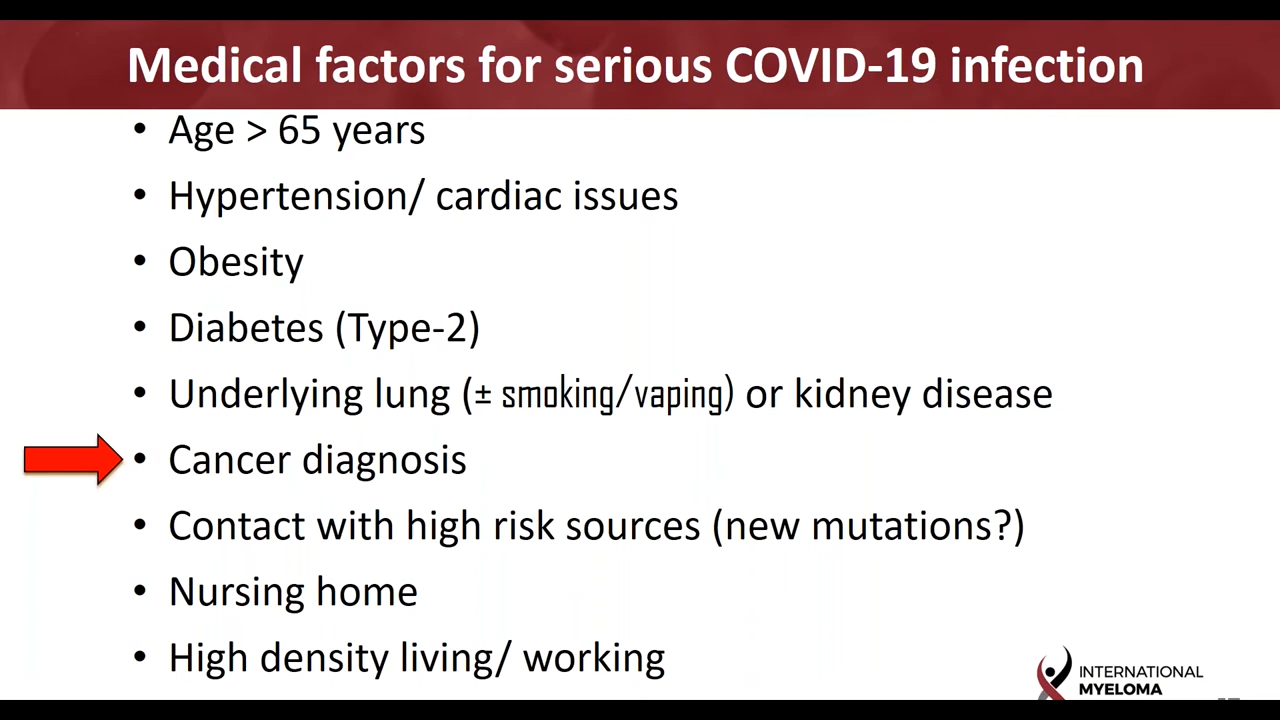 Medical factors for serious COVID-19 infection
• Age > 65 years
• Hypertension/ cardiac issues
• Obesity
• Diabetes (Type-2)
• Underlying lung (± smoking/vaping) or kidney disease
• Cancer diagnosis
• Contact with high risk sources (new mutations?)
• Nursing home
• High density living/ working
INTERNATIONAL
MYELOMA